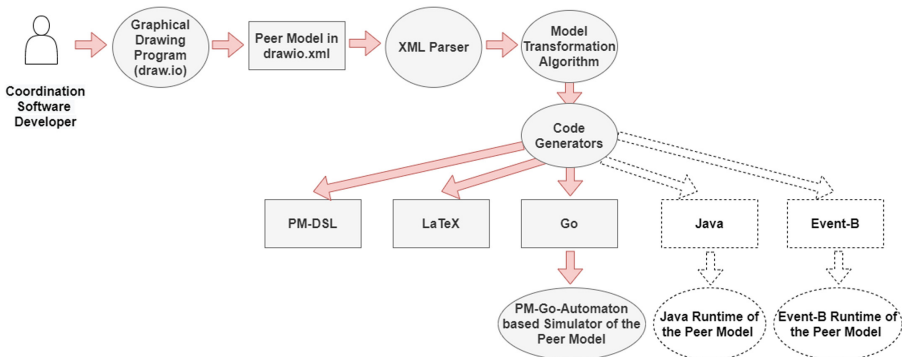 Coordination
Software
Developer
Graphical
Drawing
Program
(draw.io)
Peer Model in
drawio.xml
XML Parser
Model
Transformation
Algorithm
Code
Generators
PM-DSL
LaTeX
Go
Java
Event-B
PM-Go-Automaton
based Simulator of the
Peer Model
Java Runtime of
the Peer Model
Event-B Runtime of
the Peer Model